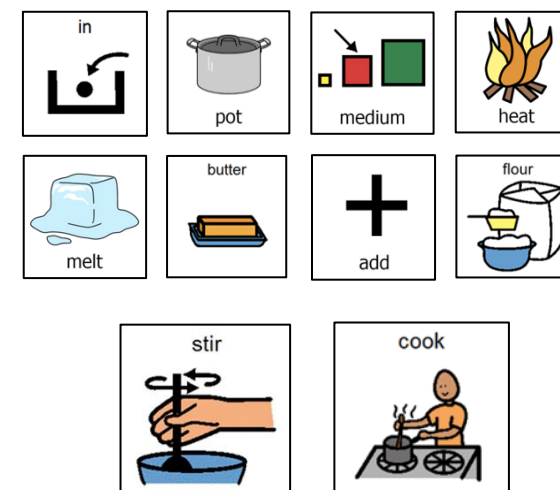 in
pot
medium
heat
melt
butter
add
flour
stir
cook